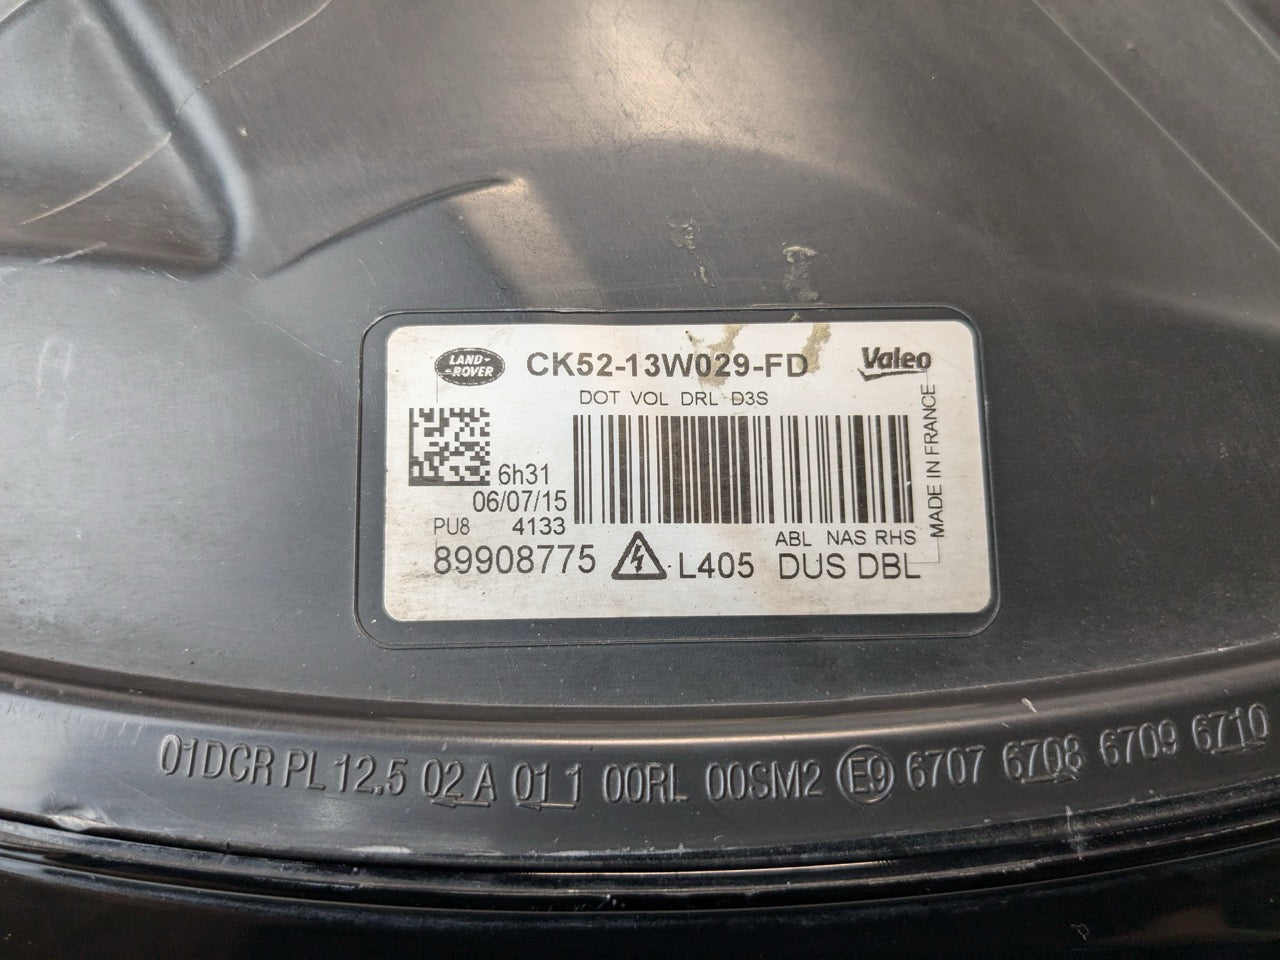 LAND-
-ROVER
CK52-13W029-FD
Valeo
DOT VOL DRL D3S
6h31
06/07/15
PU8 4133
ABL NAS RHS
89908775 L405 DUS DBL
MADE IN FRANCE
01DCR PL 12.5 02A 01 1 00RL 00SM2 E9 6707 6708 6709 6710